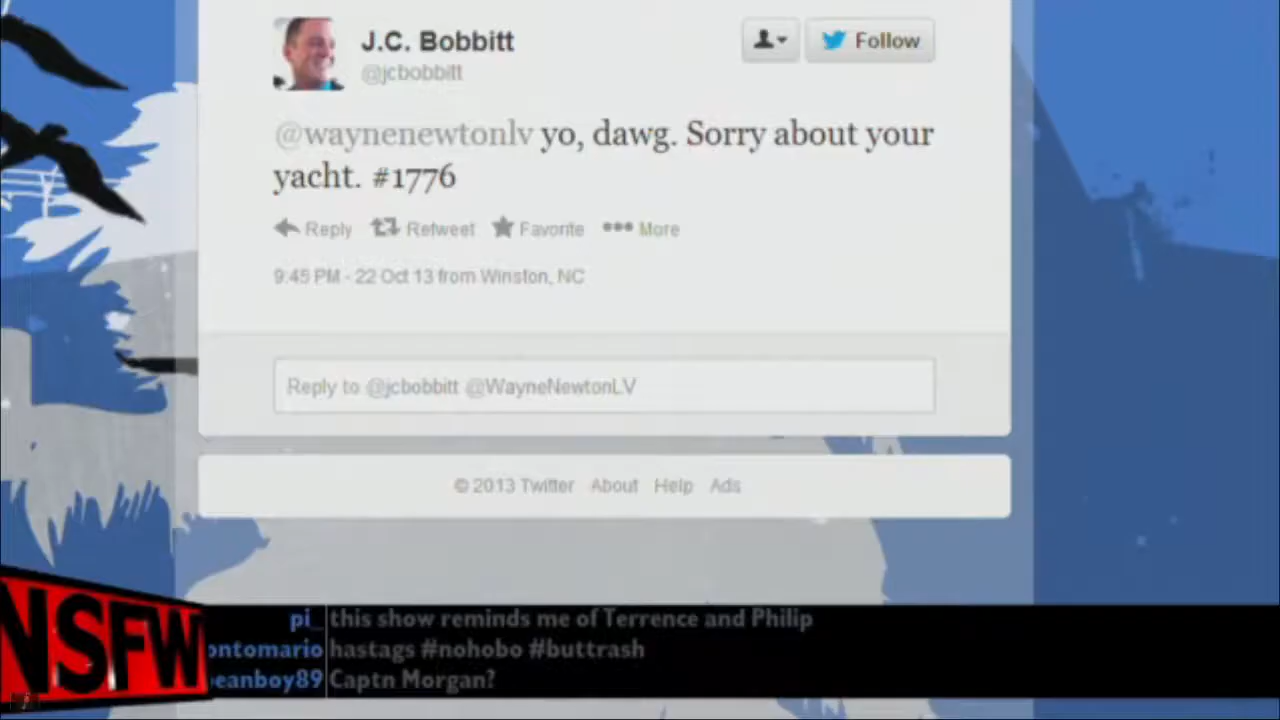 J.C. Bobbitt
Follow
@jcbobbitt
@waynenewtonlv yo, dawg. Sorry about your
yacht. #1776
Reply Retweet Favorite More
9:45 PM - 22 Oct 13 from Winston, NC
Reply to @jcbobbitt @WayneNewtonLV
© 2013 Twitter About Help Ads
NSFW
pi_ this show reminds me of Terrence and Philip
ontomario hastags #nohobo #buttrash
eanboy89 Captn Morgan?